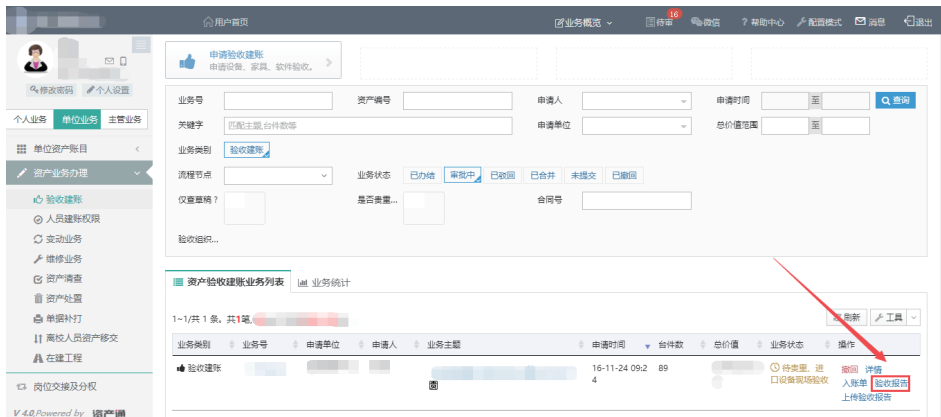 用户首页 业务概览 待审 16 微信 ? 帮助中心 配置模式 消息 退出
修改密码 个人设置
个人业务 单位业务 主管业务
单位资产账目
资产业务办理
验收建账
人员建账权限
变动业务
维修业务
资产清查
资产处置
单据补打
离校人员资产移交
在建工程
岗位交接及分权
V 4.0,Powered by 资产通
申请验收建账
申请设备、家具、软件验收。
业务号 资产编号 申请人 申请时间 至 查询
关键字 匹配主题,台件数等 申请单位 总价值范围 至
业务类别 验收建账
流程节点 业务状态 已办结 审批中 已驳回 已合并 未提交 已撤回
仅查草稿？ 是否贵重... 合同号
验收组织...
资产验收建账业务列表 业务统计
1~1/共 1 条，共1笔, 刷新 工具
业务类别 业务号 申请单位 申请人 业务主题 申请时间 台件数 总价值 业务状态 操作
验收建账 16-11-24 09:2 89 待贵重、进 撤回 详情
4 口设备现场验收 入账单 验收报告
上传验收报告